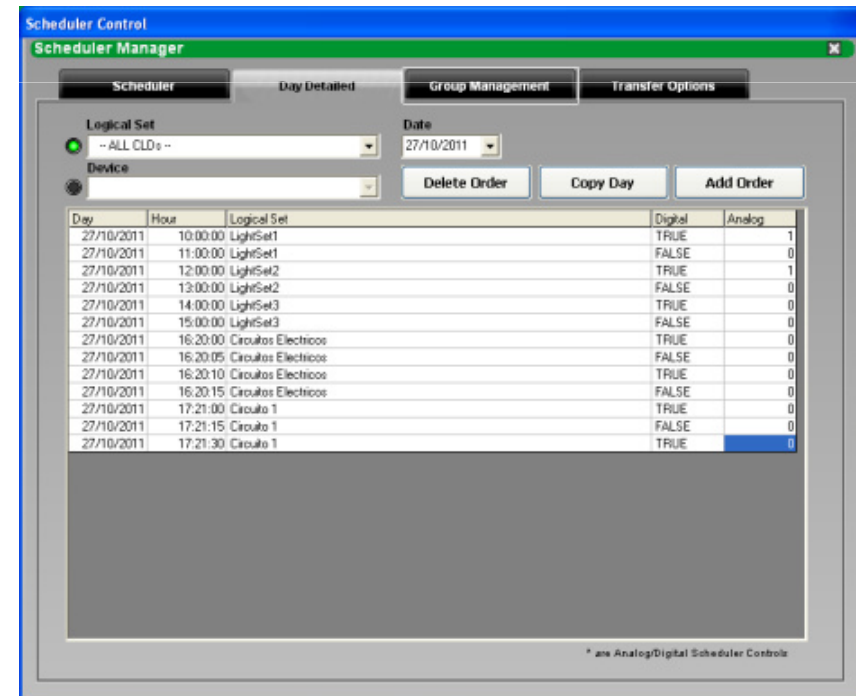 Scheduler Control
Scheduler Manager
Scheduler Day Detailed Group Management Transfer Options
Logical Set Date
-- ALL CLDs -- 27/10/2011
Device
Delete Order Copy Day Add Order
Day Hour Logical Set Digital Analog
27/10/2011 10:00:00 LightSet1 TRUE 1
27/10/2011 11:00:00 LightSet1 FALSE 0
27/10/2011 12:00:00 LightSet2 TRUE 1
27/10/2011 13:00:00 LightSet2 FALSE 0
27/10/2011 14:00:00 LightSet3 TRUE 0
27/10/2011 15:00:00 LightSet3 FALSE 0
27/10/2011 16:20:00 Circuitos Electricos TRUE 0
27/10/2011 16:20:05 Circuitos Electricos FALSE 0
27/10/2011 16:20:10 Circuitos Electricos TRUE 0
27/10/2011 16:20:15 Circuitos Electricos FALSE 0
27/10/2011 17:21:00 Circuito 1 TRUE 0
27/10/2011 17:21:15 Circuito 1 FALSE 0
27/10/2011 17:21:30 Circuito 1 TRUE 0
* are Analog/Digital Scheduler Controls